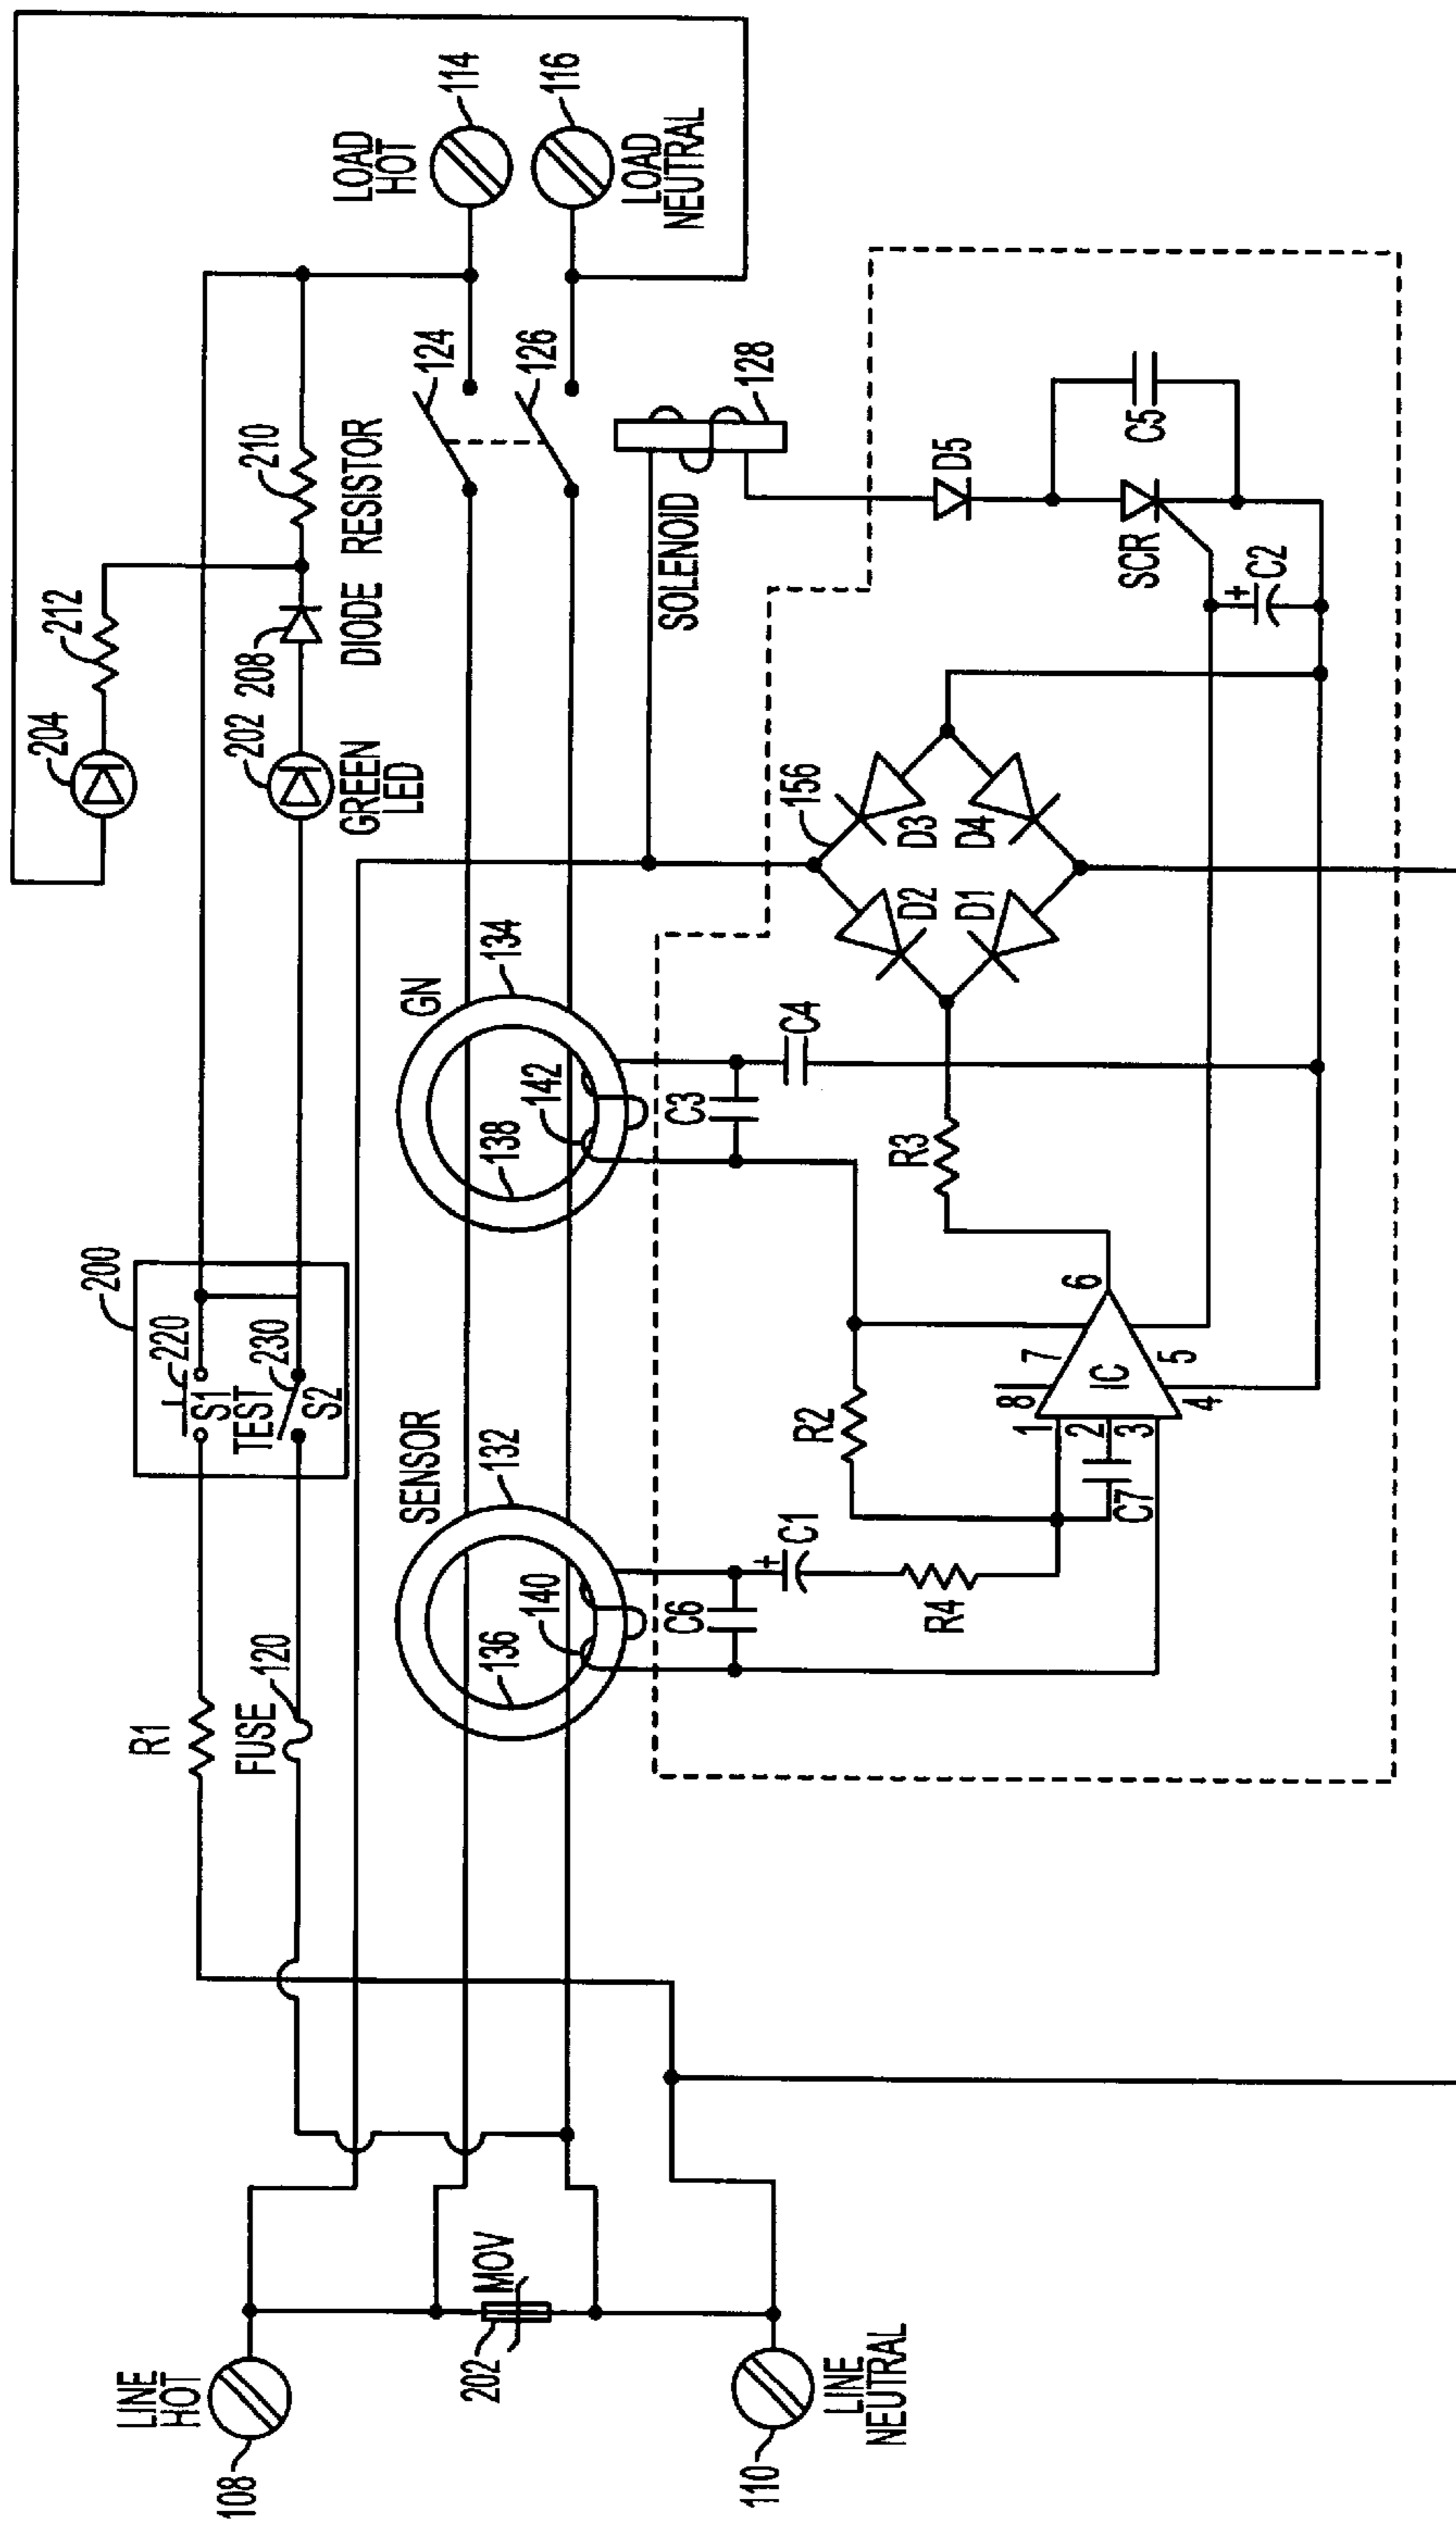 204
212
202
208
GREEN
LED
DIODE
RESISTOR
210
LOAD
HOT
114
116
LOAD
NEUTRAL
124
126
SOLENOID
128
200
220
S1
TEST
230
S2
R1
FUSE
120
SENSOR
132
136
140
GN
134
138
142
LINE
HOT
108
MOV
202
110
LINE
NEUTRAL
C6
C1
+
R4
R2
C3
C4
R3
156
D2
D3
D1
D4
D5
SCR
C5
C2
+
IC
1
2
3
4
5
6
7
8
C7